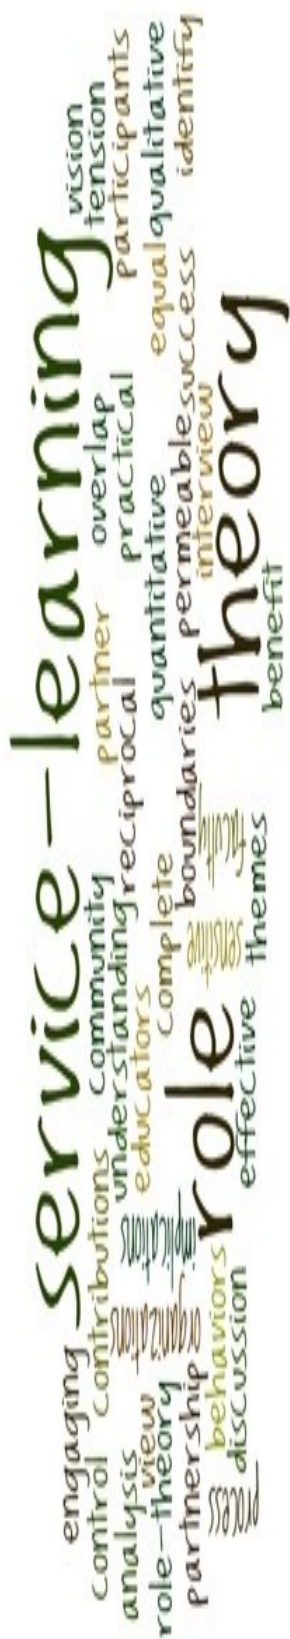 service-learning
engaging
control
contributions
community
partner
overlap
vision
tension
analysis
view
understanding
reciprocal
practical
participants
role-theory
organizations
implications
educators
complete
quantitative
equal
qualitative
partnership
role
sensitive
boundaries
permeable
success
identify
process
behaviors
faculty
theory
interview
discussion
effective
themes
benefit